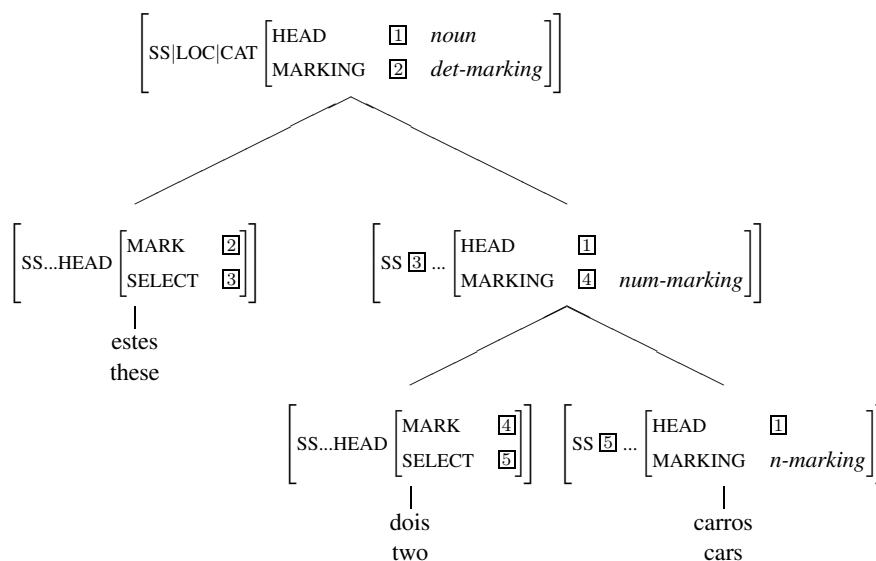 SS|LOC|CAT HEAD 1 noun
MARKING 2 det-marking
SS...HEAD MARK 2
SELECT 3
SS 3 ... HEAD 1
MARKING 4 num-marking
estes
these
SS...HEAD MARK 4
SELECT 5
SS 5 ... HEAD 1
MARKING n-marking
dois
two
carros
cars